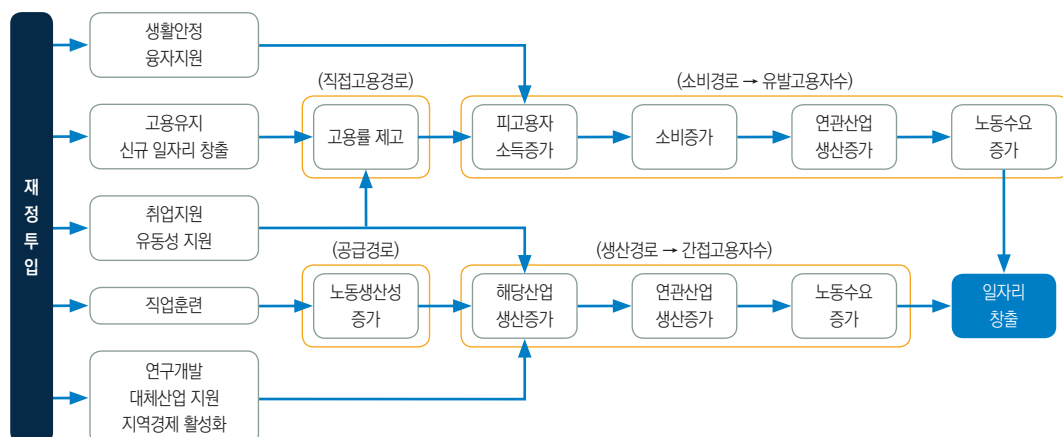 재정투입
생활안정
융자지원
고용유지
신규 일자리 창출
취업지원
유동성 지원
직업훈련
연구개발
대체산업 지원
지역경제 활성화
(직접고용경로)
고용률 제고
(소비경로 → 유발고용자수)
피고용자
소득증가
소비증가
연관산업
생산증가
노동수요
증가
(공급경로)
노동생산성
증가
(생산경로 → 간접고용자수)
해당산업
생산증가
연관산업
생산증가
노동수요
증가
일자리
창출